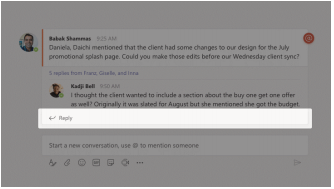 Babak Shammas 9:25 AM
Daniela, Daichi mentioned that the client had some changes to our design for the July
promotional splash page. Could you make those edits before our Wednesday client sync?
5 replies from Franz, Giselle, and Irina
Kadji Bell 9:50 AM
I thought the client wanted to include a section about the buy one get one offer
as well? Originally it was slated for August but she mentioned she got the budget
Reply
Start a new conversation, use @ to mention someone